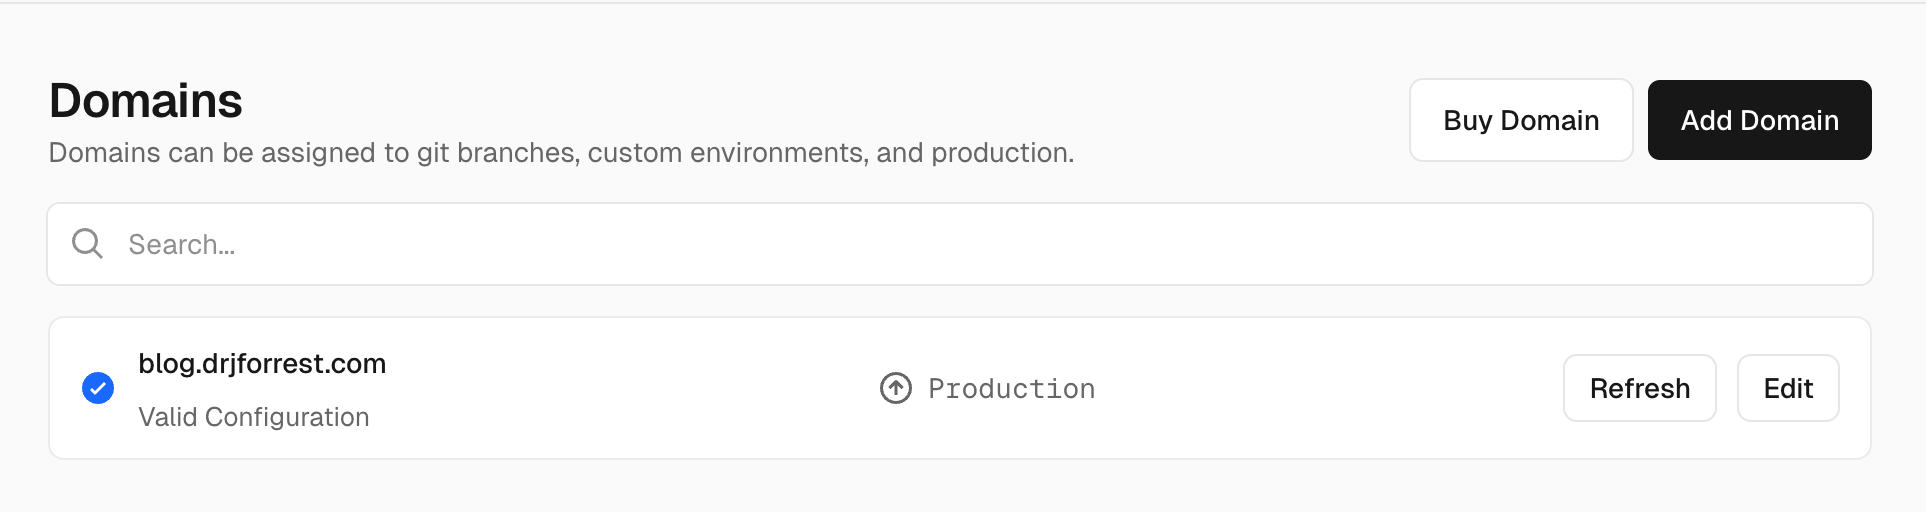 Domains
Domains can be assigned to git branches, custom environments, and production.
Buy Domain
Add Domain
Search...
blog.drjforrest.com
Valid Configuration
Production
Refresh
Edit